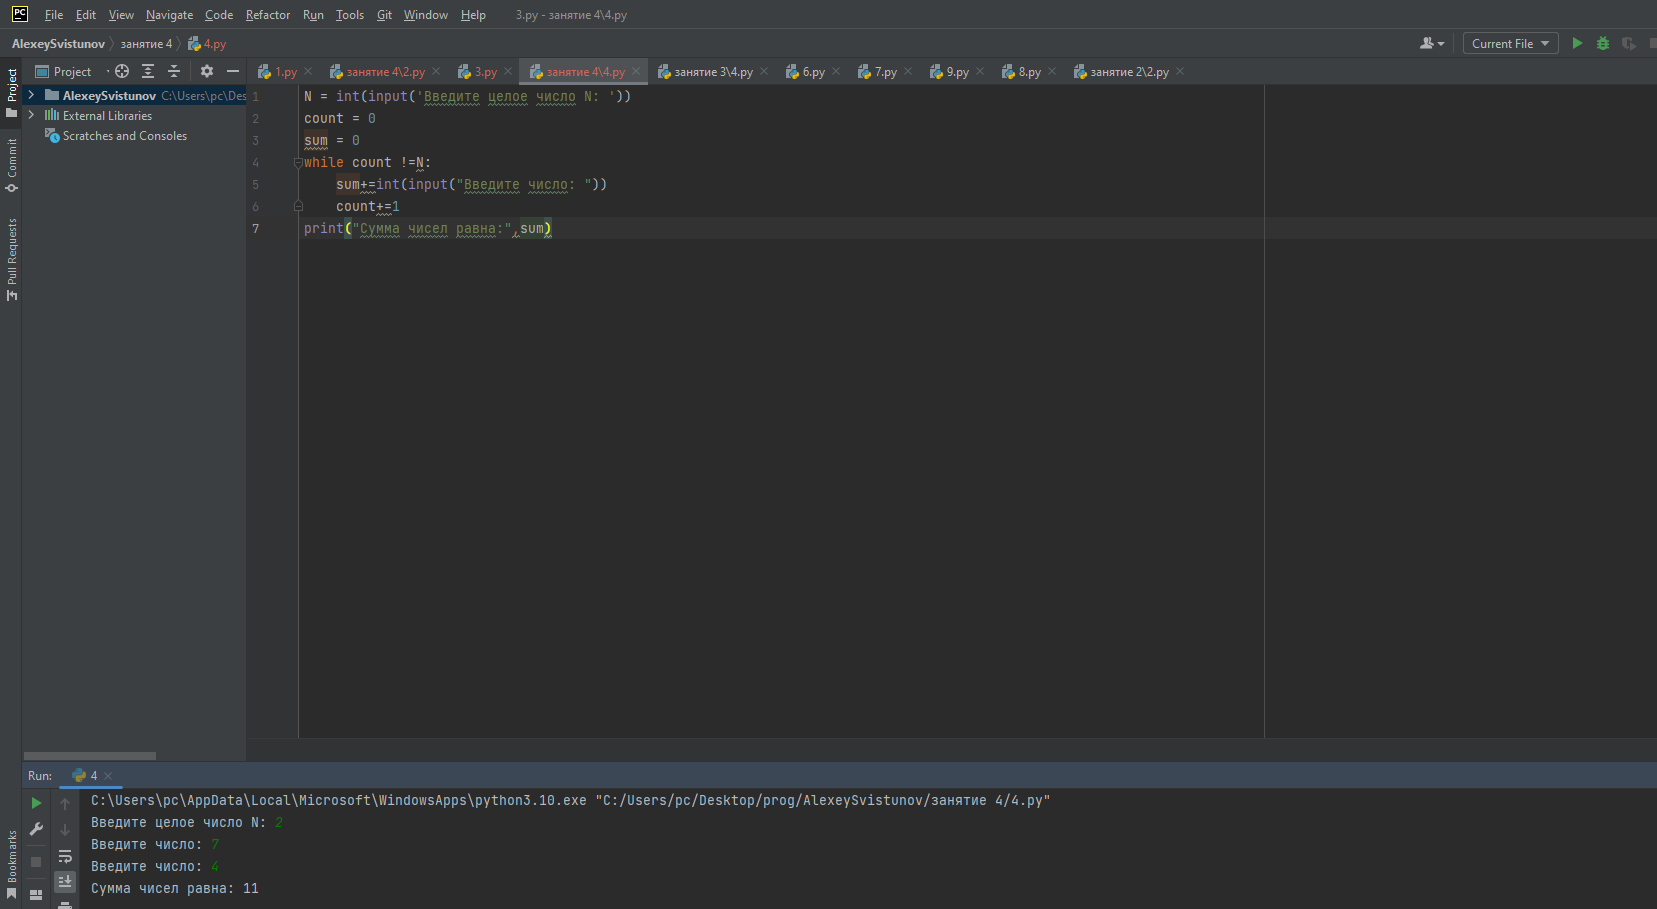 PC File Edit View Navigate Code Refactor Run Tools Git Window Help 3.py - занятие 4\4.py
AlexeySvistunov занятие 4 4.py Current File
Project 1.py занятие 4\2.py 3.py занятие 4\4.py занятие 3\4.py 6.py 7.py 9.py 8.py занятие 2\2.py
AlexeySvistunov C:\Users\pc\Des
External Libraries
Scratches and Consoles
Project
Commit
Pull Requests
Bookmarks
1 N = int(input('Введите целое число N: '))
2 count = 0
3 sum = 0
4 while count !=N:
5     sum+=int(input("Введите число: "))
6     count+=1
7 print("Сумма чисел равна:",sum)
Run: 4
C:\Users\pc\AppData\Local\Microsoft\WindowsApps\python3.10.exe "C:/Users/pc/Desktop/prog/AlexeySvistunov/занятие 4/4.py"
Введите целое число N: 2
Введите число: 7
Введите число: 4
Сумма чисел равна: 11